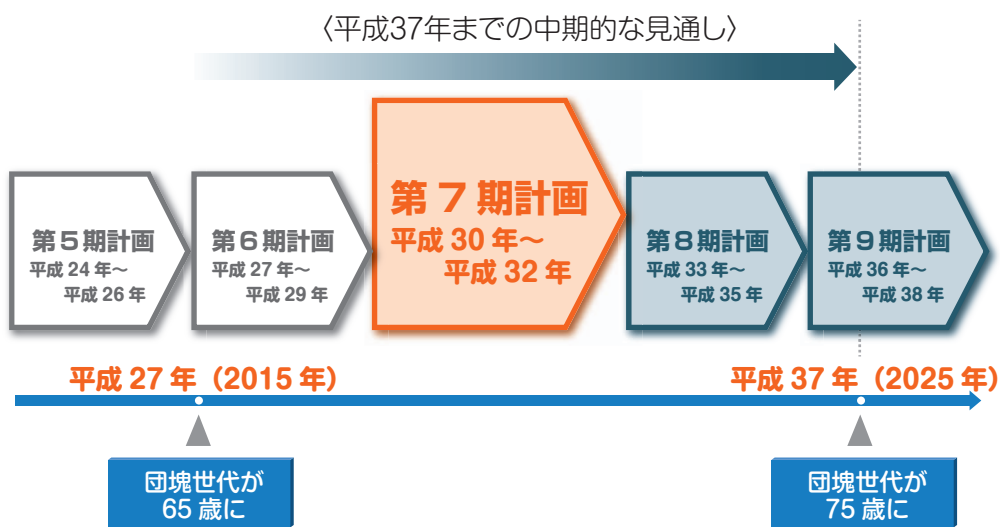 〈平成37年までの中期的な見通し〉
第5期計画
平成 24 年～
平成 26 年
第6期計画
平成 27 年～
平成 29 年
第 7 期計画
平成 30 年～
平成 32 年
第8期計画
平成 33 年～
平成 35 年
第9期計画
平成 36 年～
平成 38 年
平成 27 年（2015 年）
平成 37 年（2025 年）
団塊世代が
65 歳に
団塊世代が
75 歳に